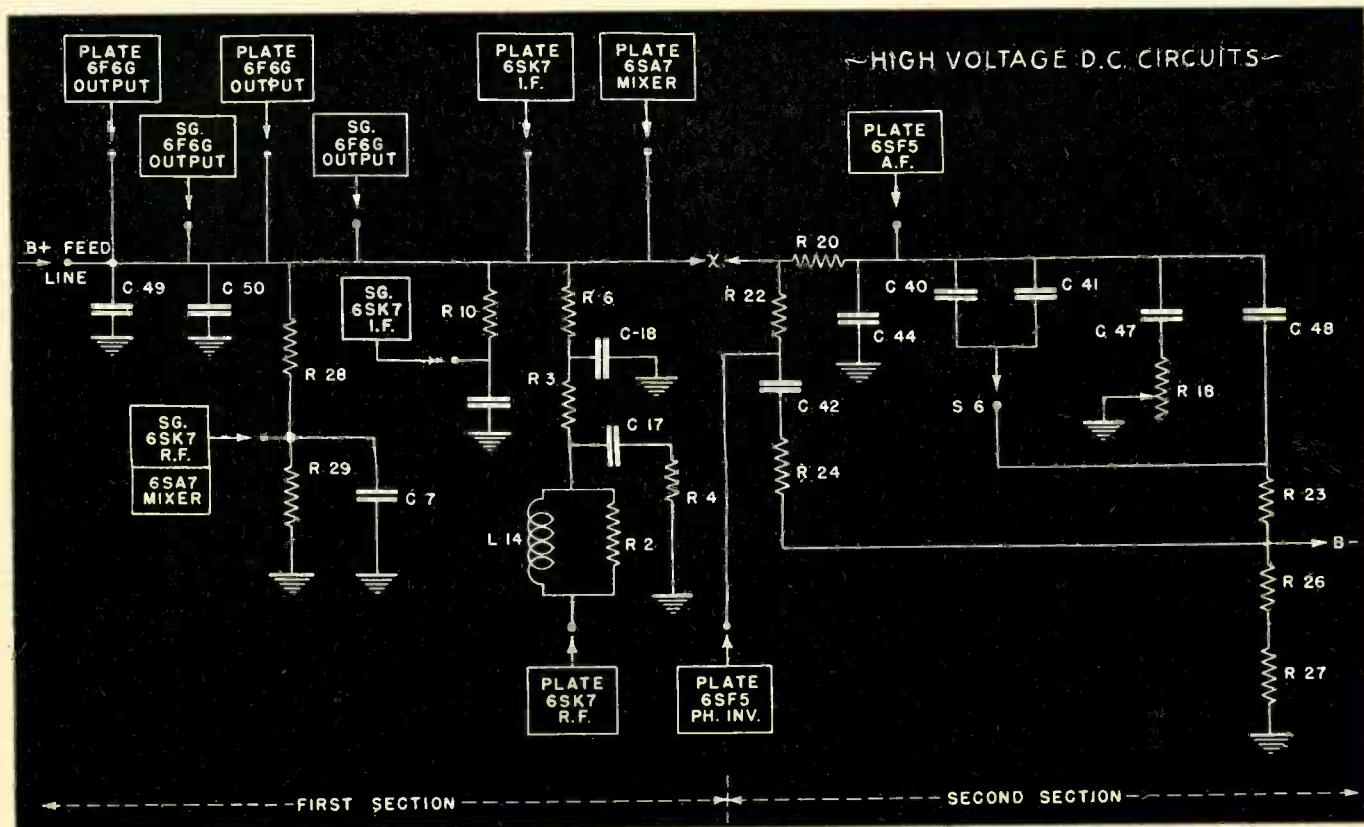 ~HIGH VOLTAGE D.C. CIRCUITS~
PLATE
6F6G
OUTPUT
SG.
6F6G
OUTPUT
PLATE
6F6G
OUTPUT
SG.
6F6G
OUTPUT
PLATE
6SK7
I.F.
PLATE
6SA7
MIXER
PLATE
6SF5
A.F.
B+ FEED
LINE
C 49
C 50
R 28
SG.
6SK7
I.F.
R 10
R 6
C-18
R 3
C 17
R 4
X
R 20
R 22
C 44
C 40
C 41
C 47
C 48
R 18
S 6
C 42
R 24
R 23
B-
R 26
R 27
SG.
6SK7
R.F.
6SA7
MIXER
R 29
C 7
L 14
R 2
PLATE
6SK7
R.F.
PLATE
6SF5
PH. INV.
FIRST SECTION
SECOND SECTION